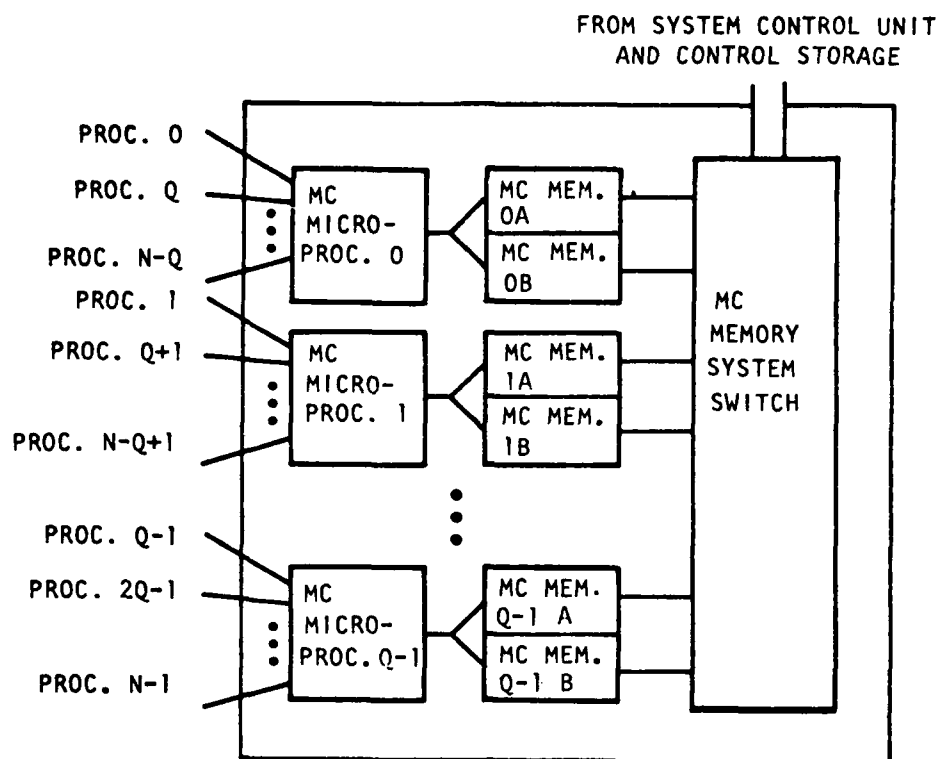 FROM SYSTEM CONTROL UNIT
AND CONTROL STORAGE
PROC. 0
PROC. Q
PROC. N-Q
MC
MICRO-
PROC. 0
MC MEM.
0A
MC MEM.
0B
PROC. 1
PROC. Q+1
PROC. N-Q+1
MC
MICRO-
PROC. 1
MC MEM.
1A
MC MEM.
1B
PROC. Q-1
PROC. 2Q-1
PROC. N-1
MC
MICRO-
PROC. Q-1
MC MEM.
Q-1 A
MC MEM.
Q-1 B
MC
MEMORY
SYSTEM
SWITCH